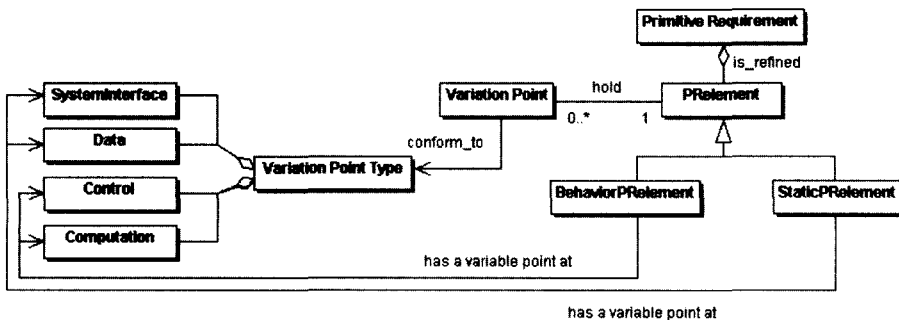 Primitive Requirement
is_refined
SystemInterface
Variation Point
hold
PRelement
0..*
1
Data
conform_to
Variation Point Type
Control
BehaviorPRelement
StaticPRelement
Computation
has a variable point at
has a variable point at